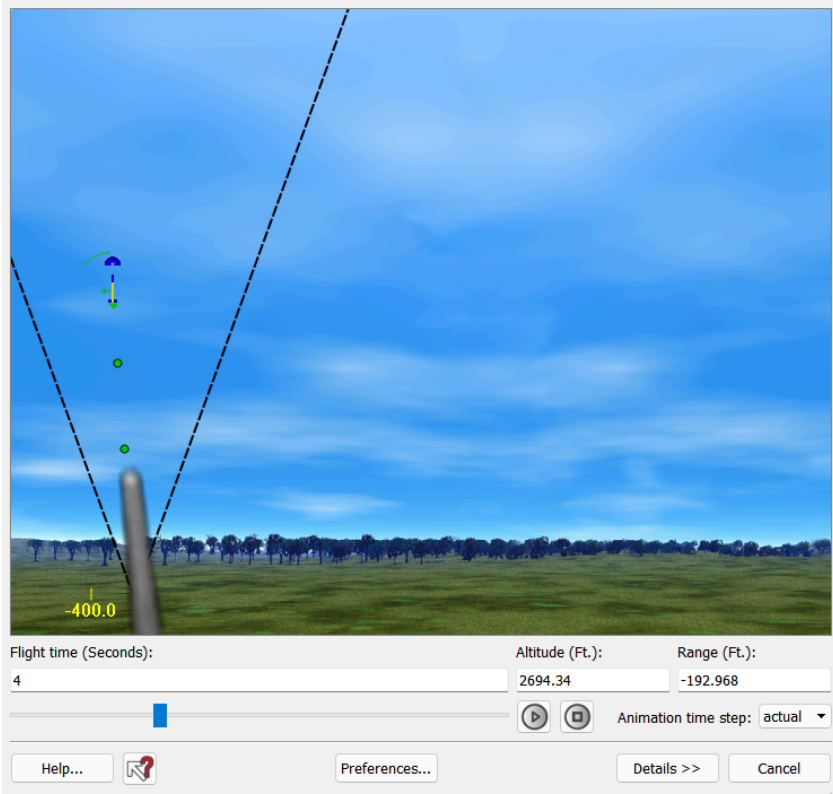 -400.0
Flight time (Seconds):
Altitude (Ft.):
Range (Ft.):
4
2694.34
-192.968
Animation time step:
actual
Help...
?
Preferences...
Details >>
Cancel